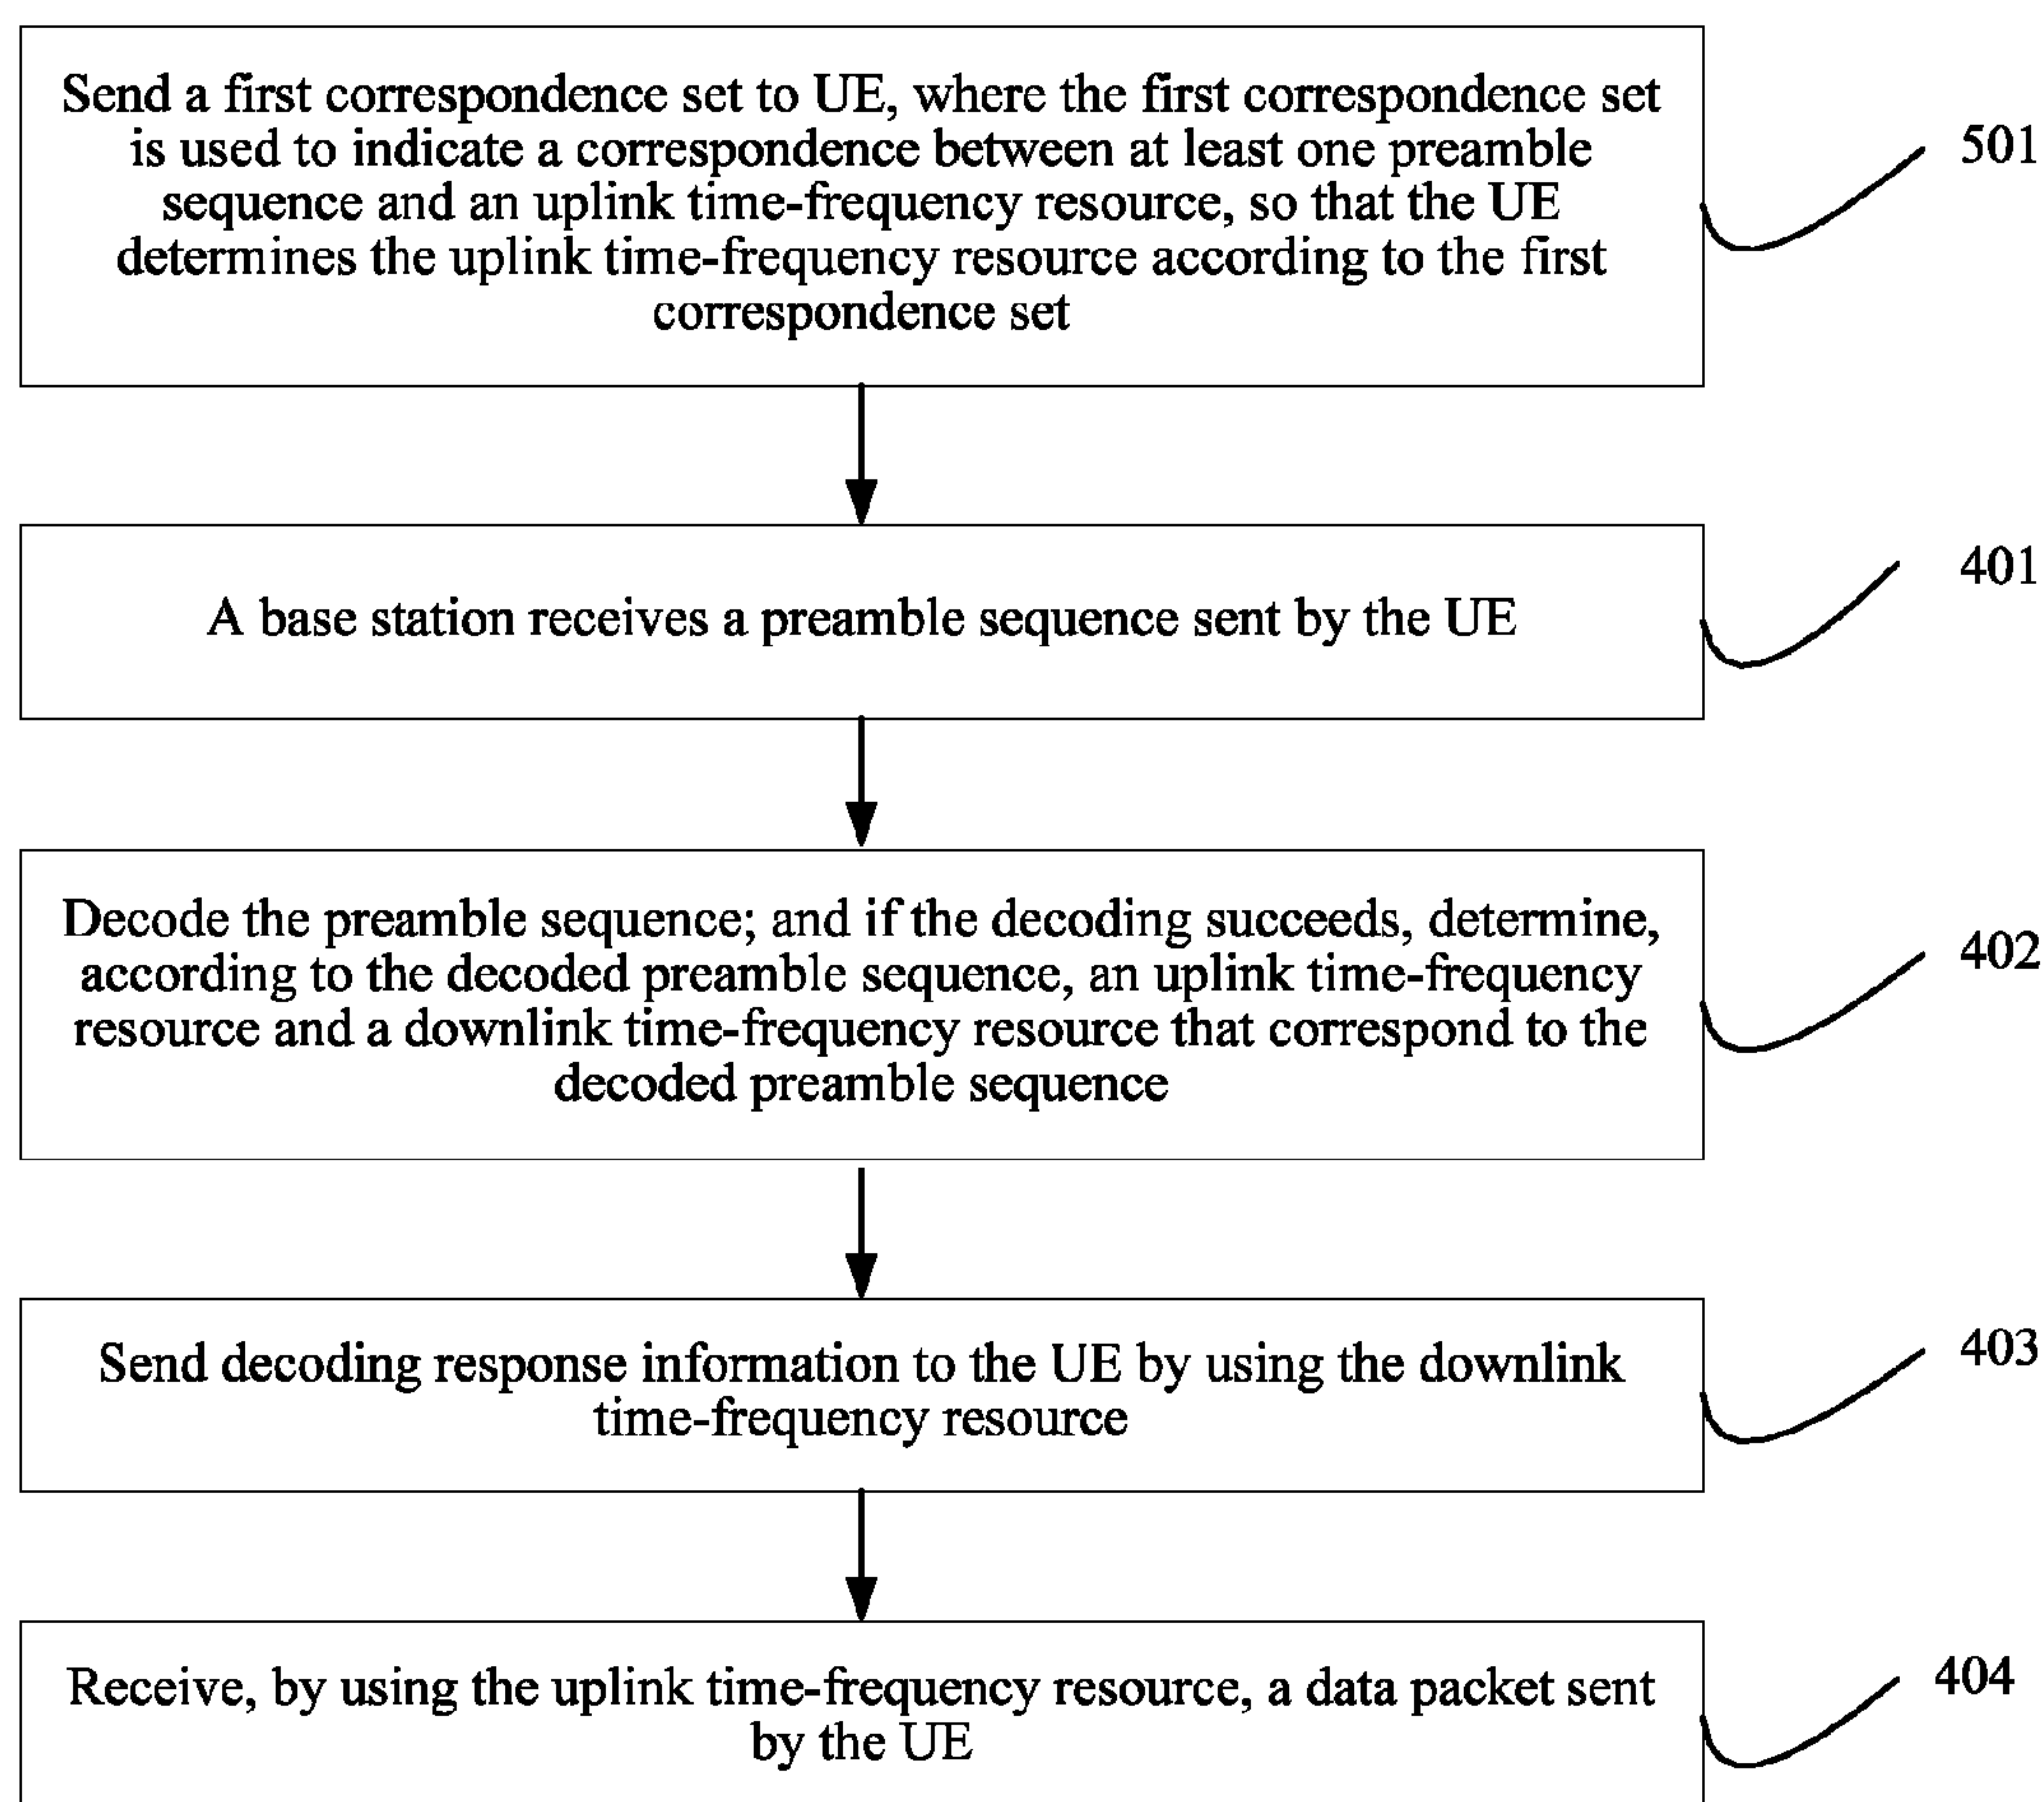 Send a first correspondence set to UE, where the first correspondence set
is used to indicate a correspondence between at least one preamble
sequence and an uplink time-frequency resource, so that the UE
determines the uplink time-frequency resource according to the first
correspondence set
501
A base station receives a preamble sequence sent by the UE
401
Decode the preamble sequence; and if the decoding succeeds, determine,
according to the decoded preamble sequence, an uplink time-frequency
resource and a downlink time-frequency resource that correspond to the
decoded preamble sequence
402
Send decoding response information to the UE by using the downlink
time-frequency resource
403
Receive, by using the uplink time-frequency resource, a data packet sent
by the UE
404